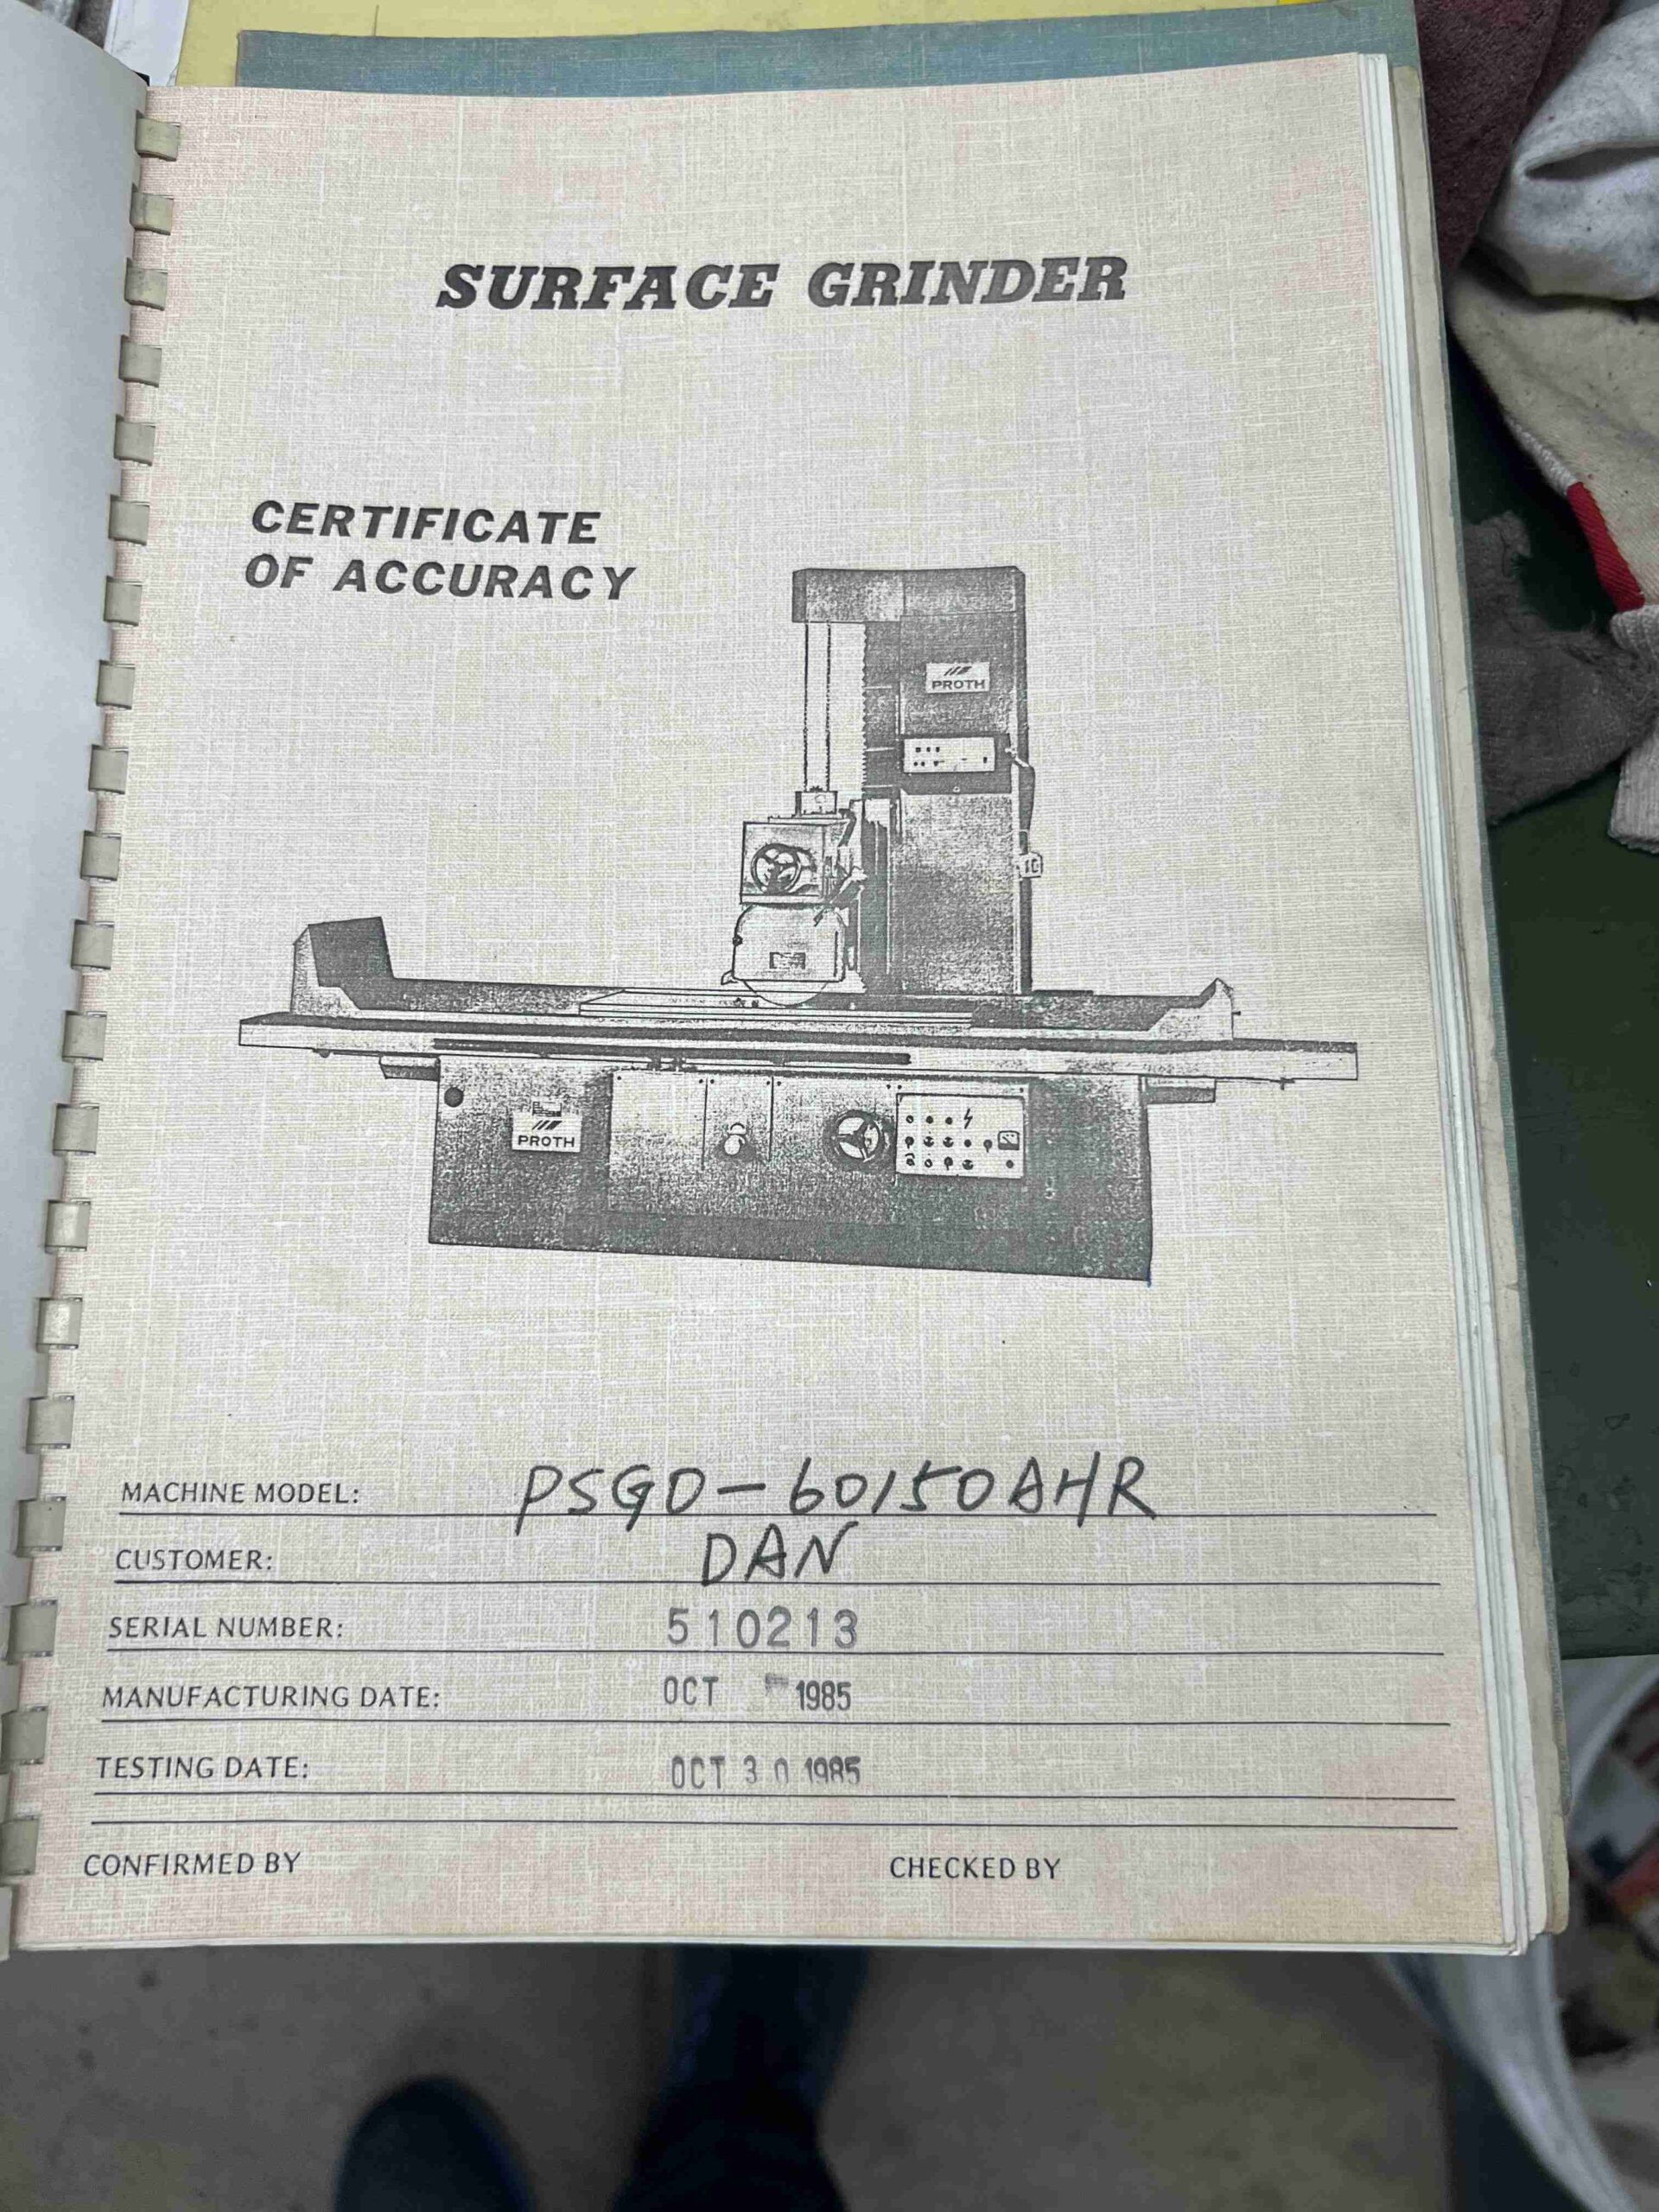 SURFACE GRINDER
CERTIFICATE
OF ACCURACY
PROTH
PROTH
MACHINE MODEL: PSGD-60150AHR
CUSTOMER: DAN
SERIAL NUMBER: 510213
MANUFACTURING DATE: OCT 1985
TESTING DATE: OCT 30 1985
CONFIRMED BY CHECKED BY